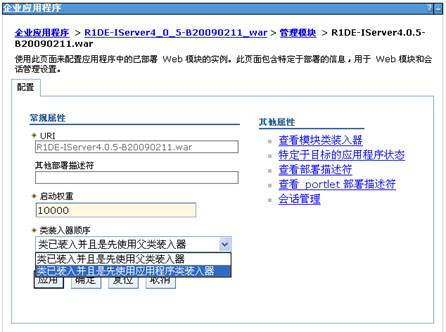 企业应用程序
企业应用程序 > R1DE-IServer4_0_5-B20090211_war > 管理模块 > R1DE-IServer4.0.5-
B20090211.war
使用此页面来配置应用程序中的已部署 Web 模块的实例。此页面包含特定于部署的信息，用于 Web 模块和会
话管理设置。
配置
常规属性
URI
R1DE-IServer4.0.5-B20090211.war
其他部署描述符
启动权重
10000
类装入器顺序
类已装入并且是先使用父类装入器
类已装入并且是先使用父类装入器
类已装入并且是先使用应用程序类装入器
应用 确定 复位 取消
其他属性
查看模块类装入器
特定于目标的应用程序状态
查看部署描述符
查看 portlet 部署描述符
会话管理